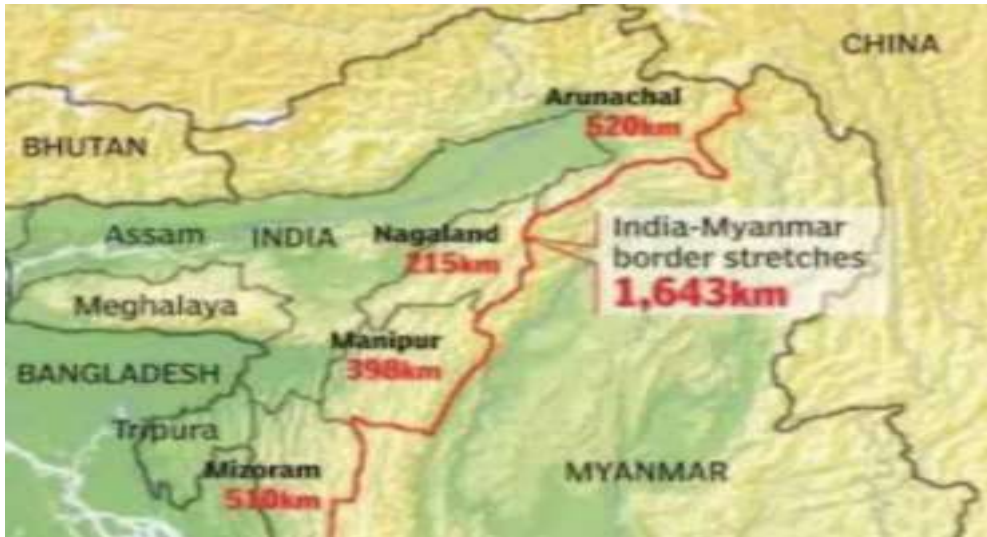 CHINA
Arunachal
520km
BHUTAN
Assam
INDIA
Nagaland
215km
India-Myanmar
border stretches
1,643km
Meghalaya
Manipur
398km
BANGLADESH
Tripura
Mizoram
510km
MYANMAR